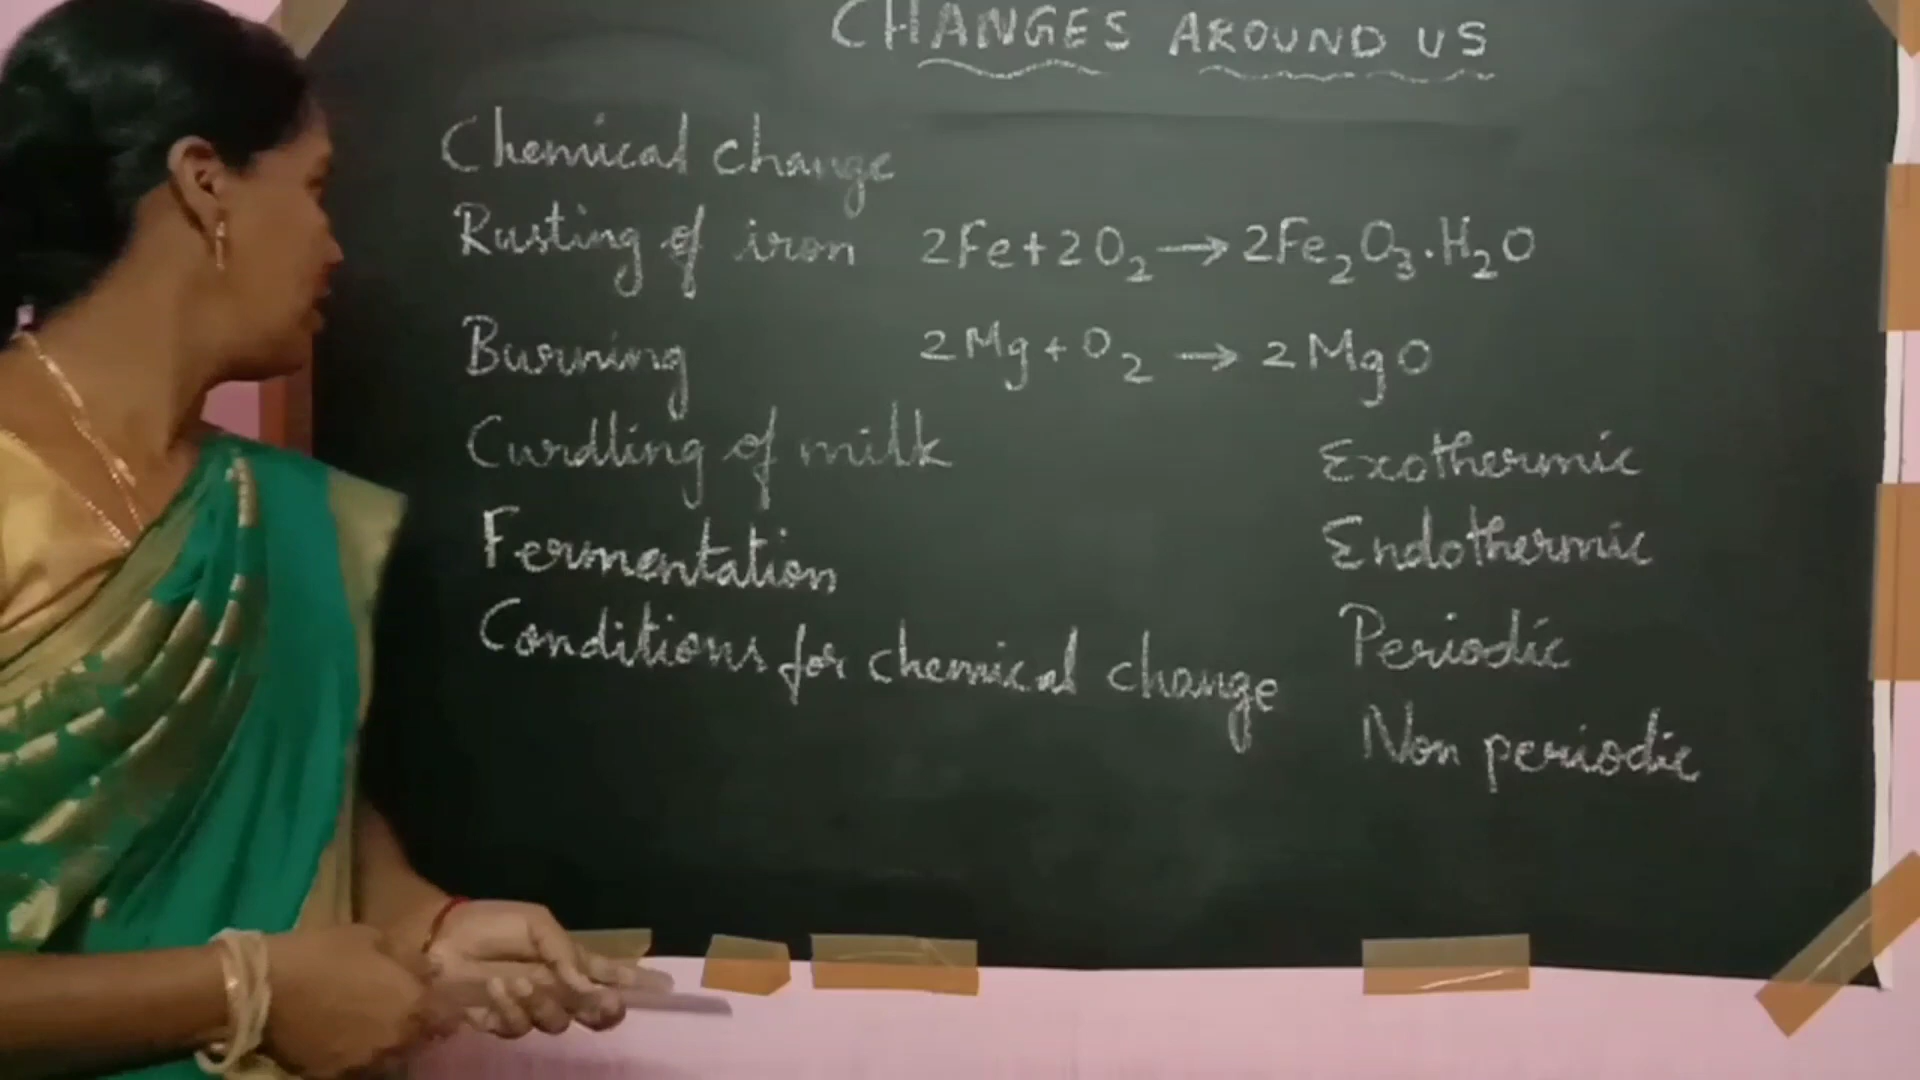 CHANGES AROUND US
Chemical change
Rusting of iron 2Fe+2O₂→2Fe₂O₃.H₂O
Burning 2Mg+O₂→2MgO
Curdling of milk
Fermentation
Conditions for chemical change
Exothermic
Endothermic
Periodic
Non periodic